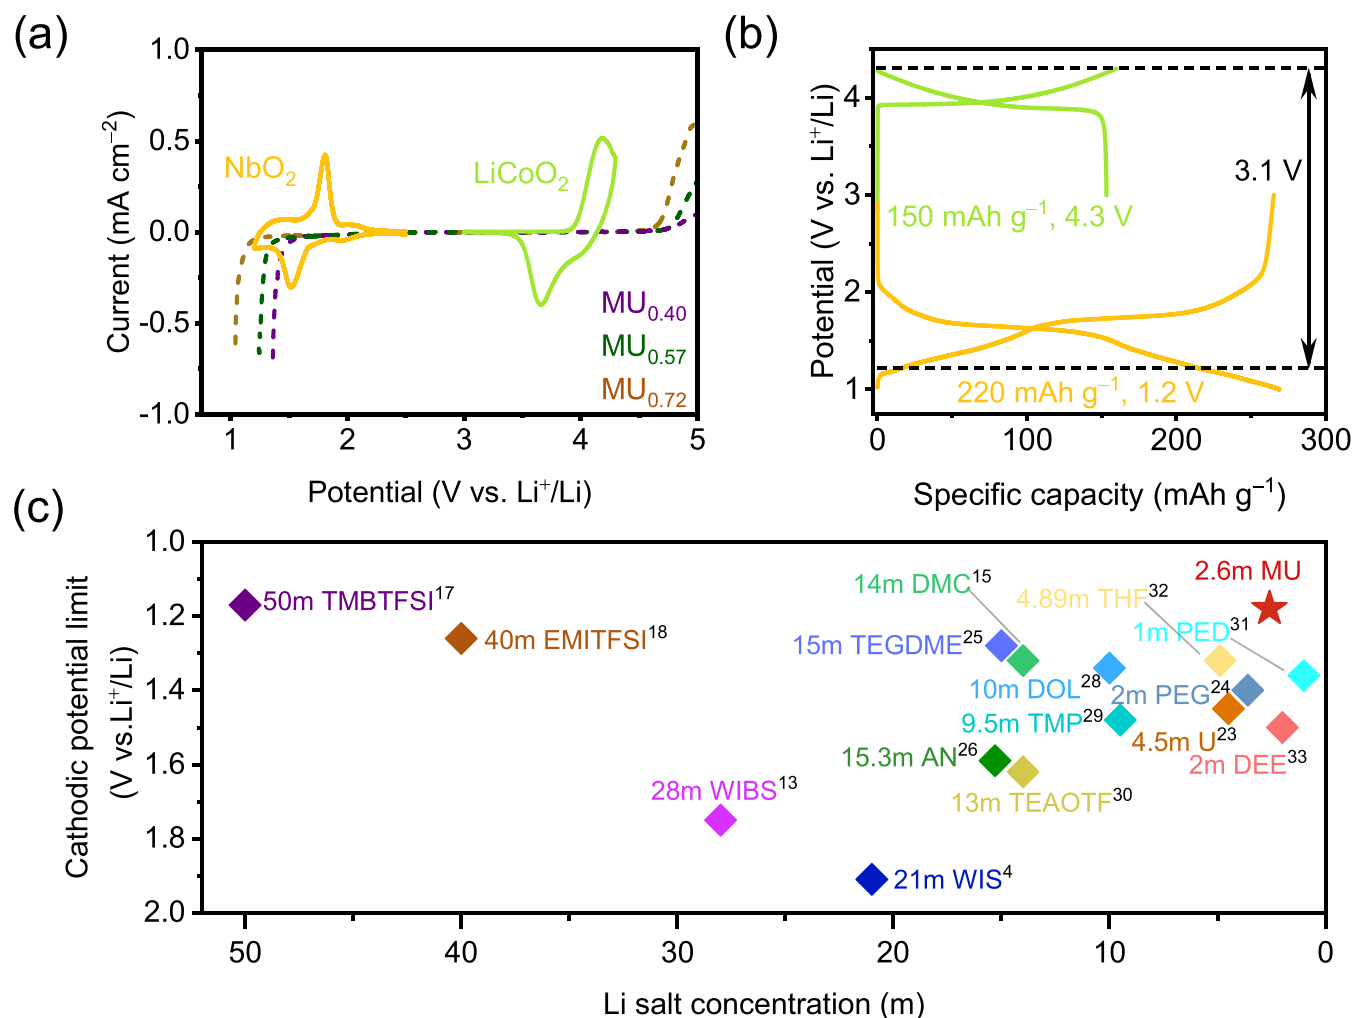 (a)
1.0
0.5
0.0
-0.5
-1.0
Current (mA cm⁻²)
NbO₂
LiCoO₂
MU₀.₄₀
MU₀.₅₇
MU₀.₇₂
1 2 3 4 5
Potential (V vs. Li⁺/Li)
(b)
4
3
2
1
Potential (V vs. Li⁺/Li)
3.1 V
150 mAh g⁻¹, 4.3 V
220 mAh g⁻¹, 1.2 V
0 100 200 300
Specific capacity (mAh g⁻¹)
(c)
1.0
1.2
1.4
1.6
1.8
2.0
Cathodic potential limit
(V vs.Li⁺/Li)
50m TMBTFSI¹⁷
40m EMITFSI¹⁸
14m DMC¹⁵
4.89m THF³²
2.6m MU
15m TEGDME²⁵
1m PED³¹
10m DOL²⁸
2m PEG²⁴
9.5m TMP²⁹
4.5m U²³
15.3m AN²⁶
2m DEE³³
28m WIBS¹³
13m TEAOTF³⁰
21m WIS⁴
50 40 30 20 10 0
Li salt concentration (m)